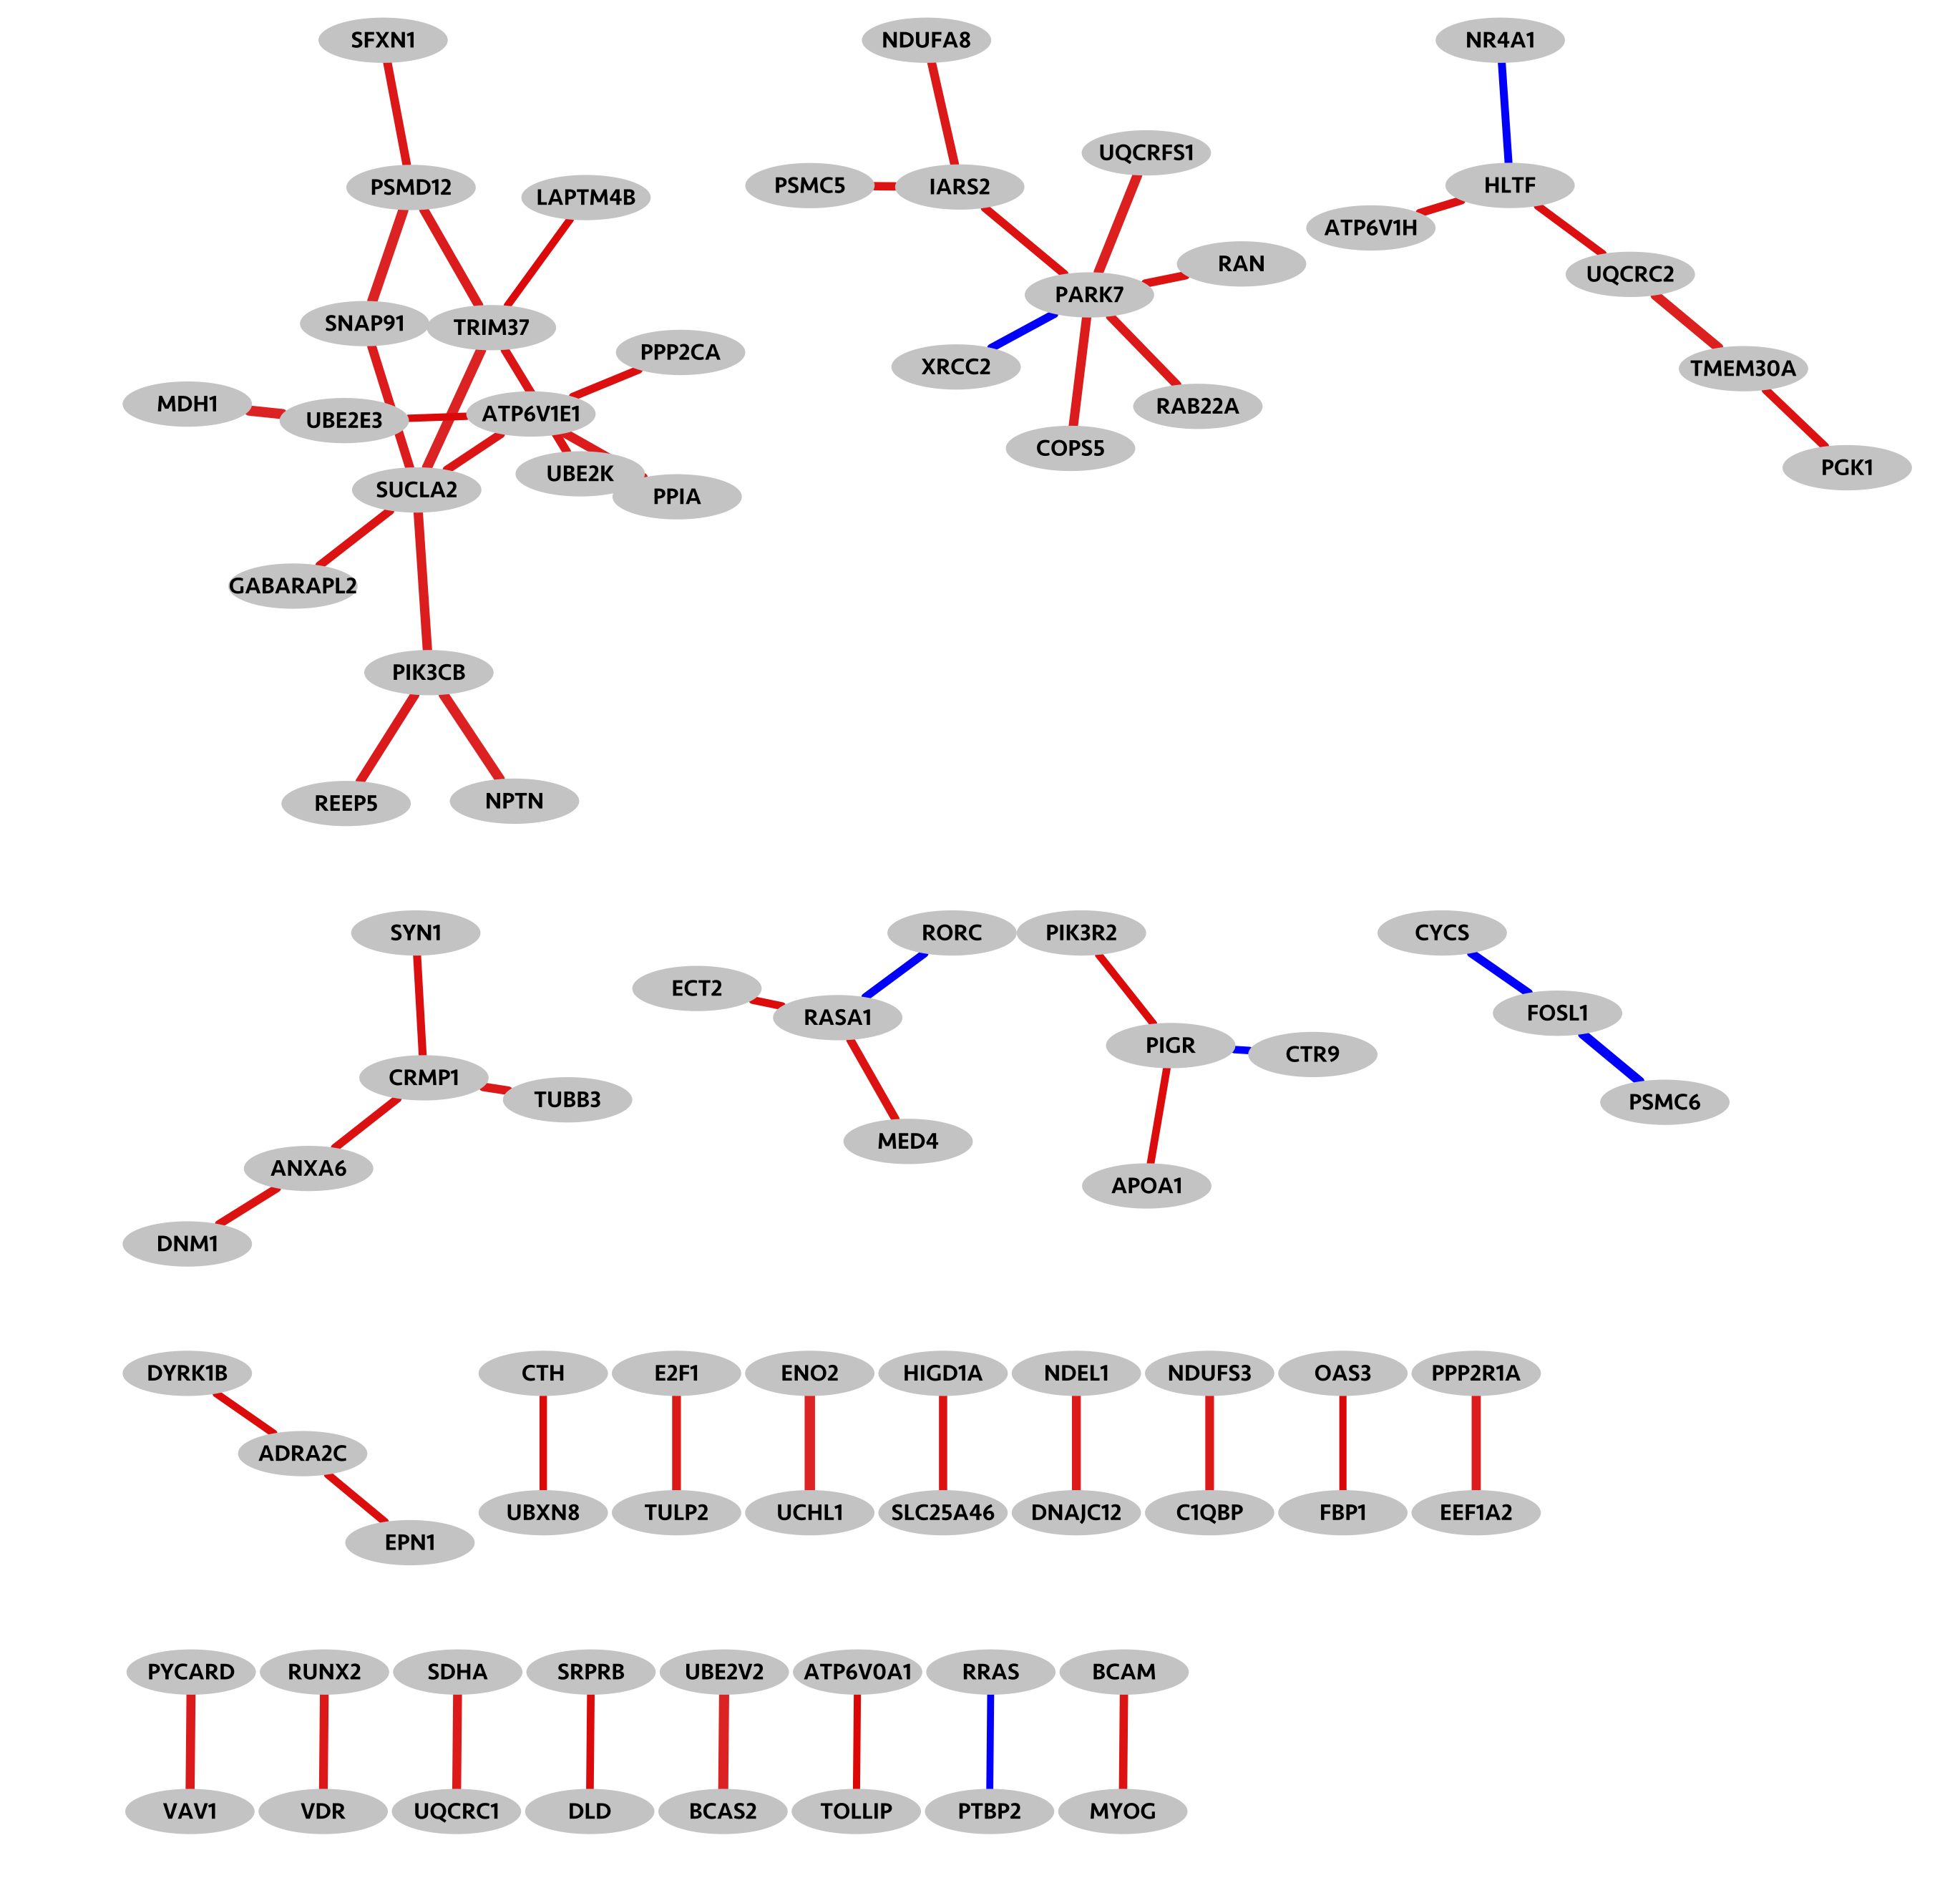 SFXN1
NDUFA8
NR4A1
UQCRFS1
PSMD12
LAPTM4B
PSMC5
IARS2
HLTF
ATP6V1H
RAN
UQCRC2
PARK7
SNAP91
TRIM37
PPP2CA
XRCC2
TMEM30A
MDH1
UBE2E3
ATP6V1E1
RAB22A
COPS5
UBE2K
PGK1
SUCLA2
PPIA
GABARAPL2
PIK3CB
REEP5
NPTN
SYN1
RORC
PIK3R2
CYCS
ECT2
RASA1
FOSL1
PIGR
CTR9
CRMP1
TUBB3
PSMC6
MED4
ANXA6
APOA1
DNM1
DYRK1B
CTH
E2F1
ENO2
HIGD1A
NDEL1
NDUFS3
OAS3
PPP2R1A
ADRA2C
UBXN8
TULP2
UCHL1
SLC25A46
DNAJC12
C1QBP
FBP1
EEF1A2
EPN1
PYCARD
RUNX2
SDHA
SRPRB
UBE2V2
ATP6V0A1
RRAS
BCAM
VAV1
VDR
UQCRC1
DLD
BCAS2
TOLLIP
PTBP2
MYOG